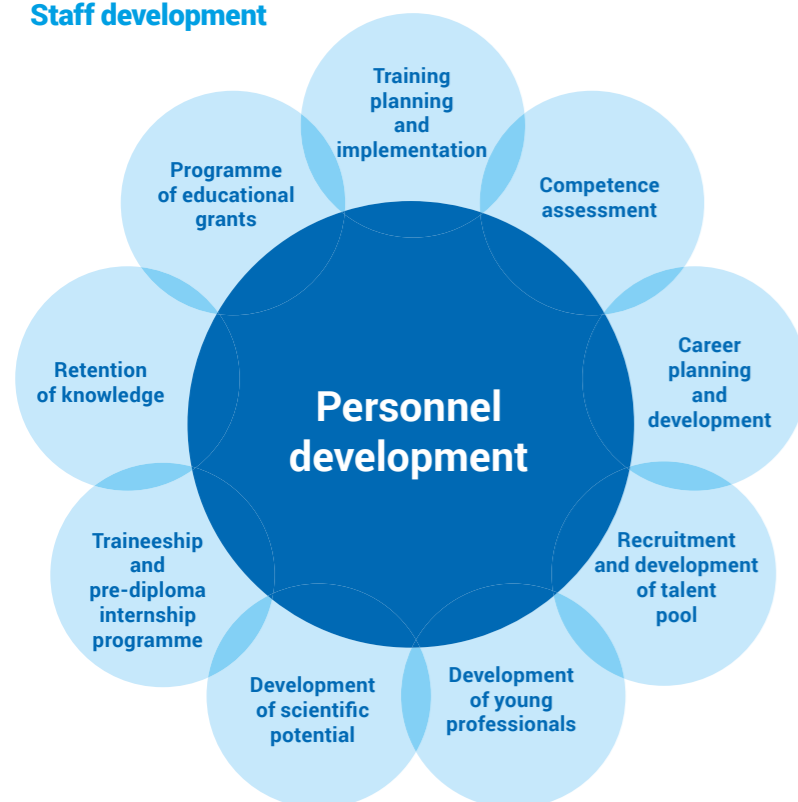 Staff development
Training
planning
and
implementation
Competence
assessment
Career
planning
and
development
Recruitment
and development
of talent
pool
Development
of young
professionals
Development
of scientific
potential
Traineeship
and
pre-diploma
internship
programme
Retention
of knowledge
Programme
of educational
grants
Personnel
development